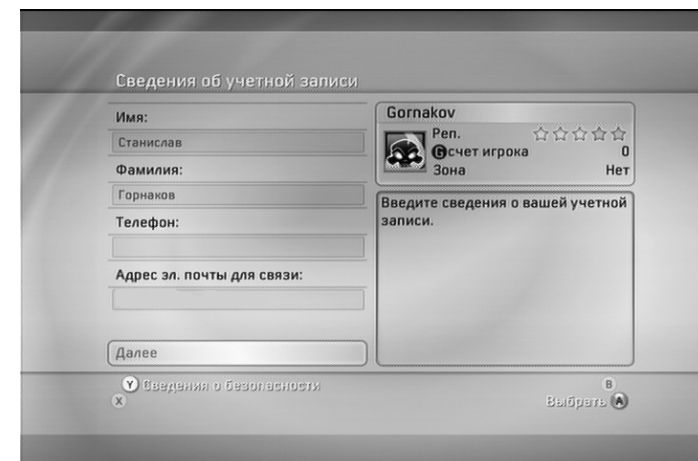 Сведения об учетной записи
Имя:
Станислав
Фамилия:
Горнаков
Телефон:
Адрес эл. почты для связи:
Далее
Gornakov
Реп.
G счет игрока 0
Зона Нет
Введите сведения о вашей учетной
записи.
Y Сведения о безопасности
X
B
Выбрать A